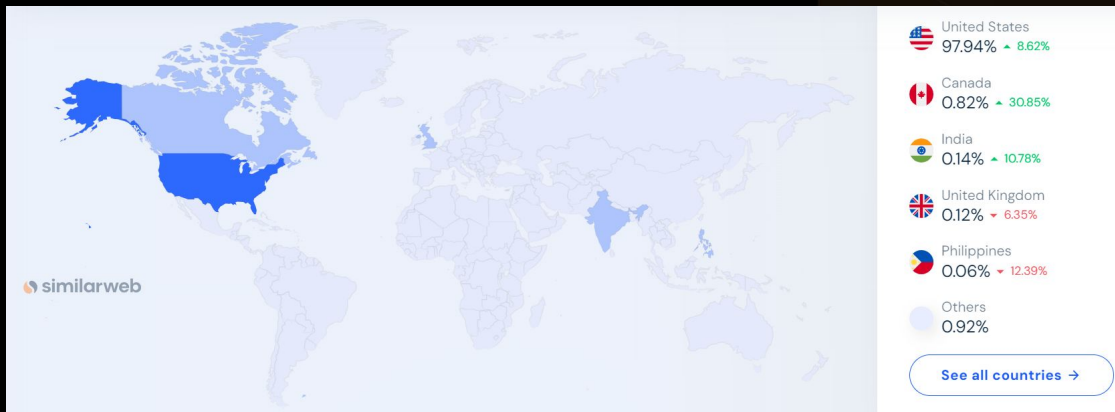 United States
97.94% ▲ 8.62%
Canada
0.82% ▲ 30.85%
India
0.14% ▲ 10.78%
United Kingdom
0.12% ▼ 6.35%
Philippines
0.06% ▼ 12.39%
similarweb
Others
0.92%
See all countries →